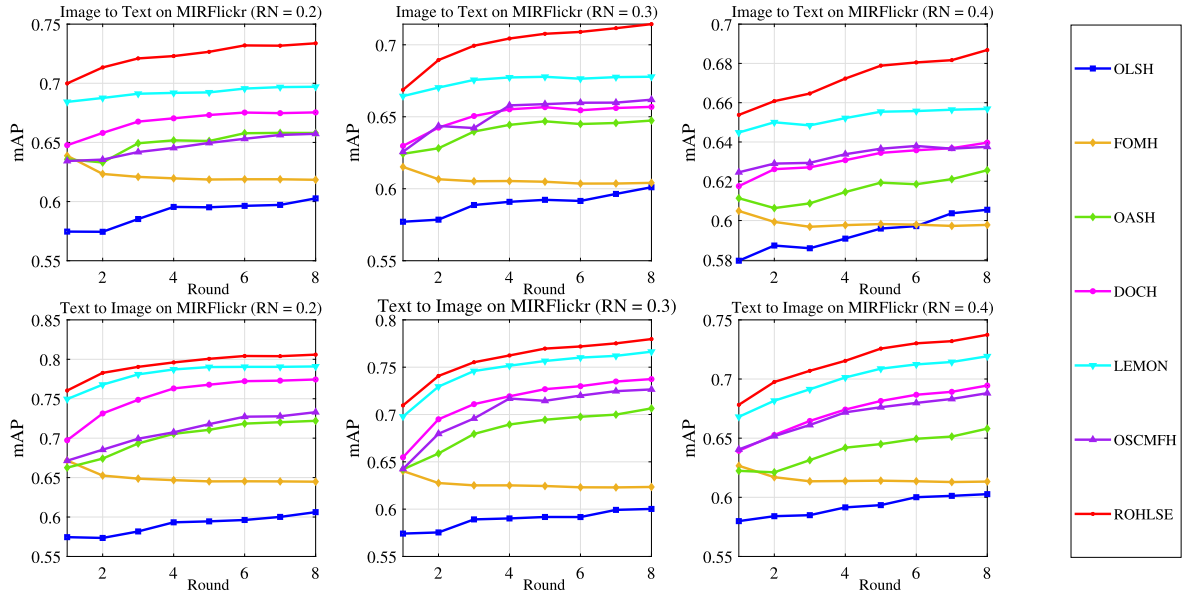 Image to Text on MIRFlickr (RN = 0.2)
0.75
0.7
0.65
0.6
0.55
mAP
2 4 6 8
Round
Image to Text on MIRFlickr (RN = 0.3)
0.7
0.65
0.6
0.55
mAP
2 4 6 8
Round
Image to Text on MIRFlickr (RN = 0.4)
0.7
0.68
0.66
0.64
0.62
0.6
0.58
mAP
2 4 6 8
Round
Text to Image on MIRFlickr (RN = 0.2)
0.85
0.8
0.75
0.7
0.65
0.6
0.55
mAP
2 4 6 8
Round
Text to Image on MIRFlickr (RN = 0.3)
0.8
0.75
0.7
0.65
0.6
0.55
mAP
2 4 6 8
Round
Text to Image on MIRFlickr (RN = 0.4)
0.75
0.7
0.65
0.6
0.55
mAP
2 4 6 8
Round
OLSH
FOMH
OASH
DOCH
LEMON
OSCMFH
ROHLSE